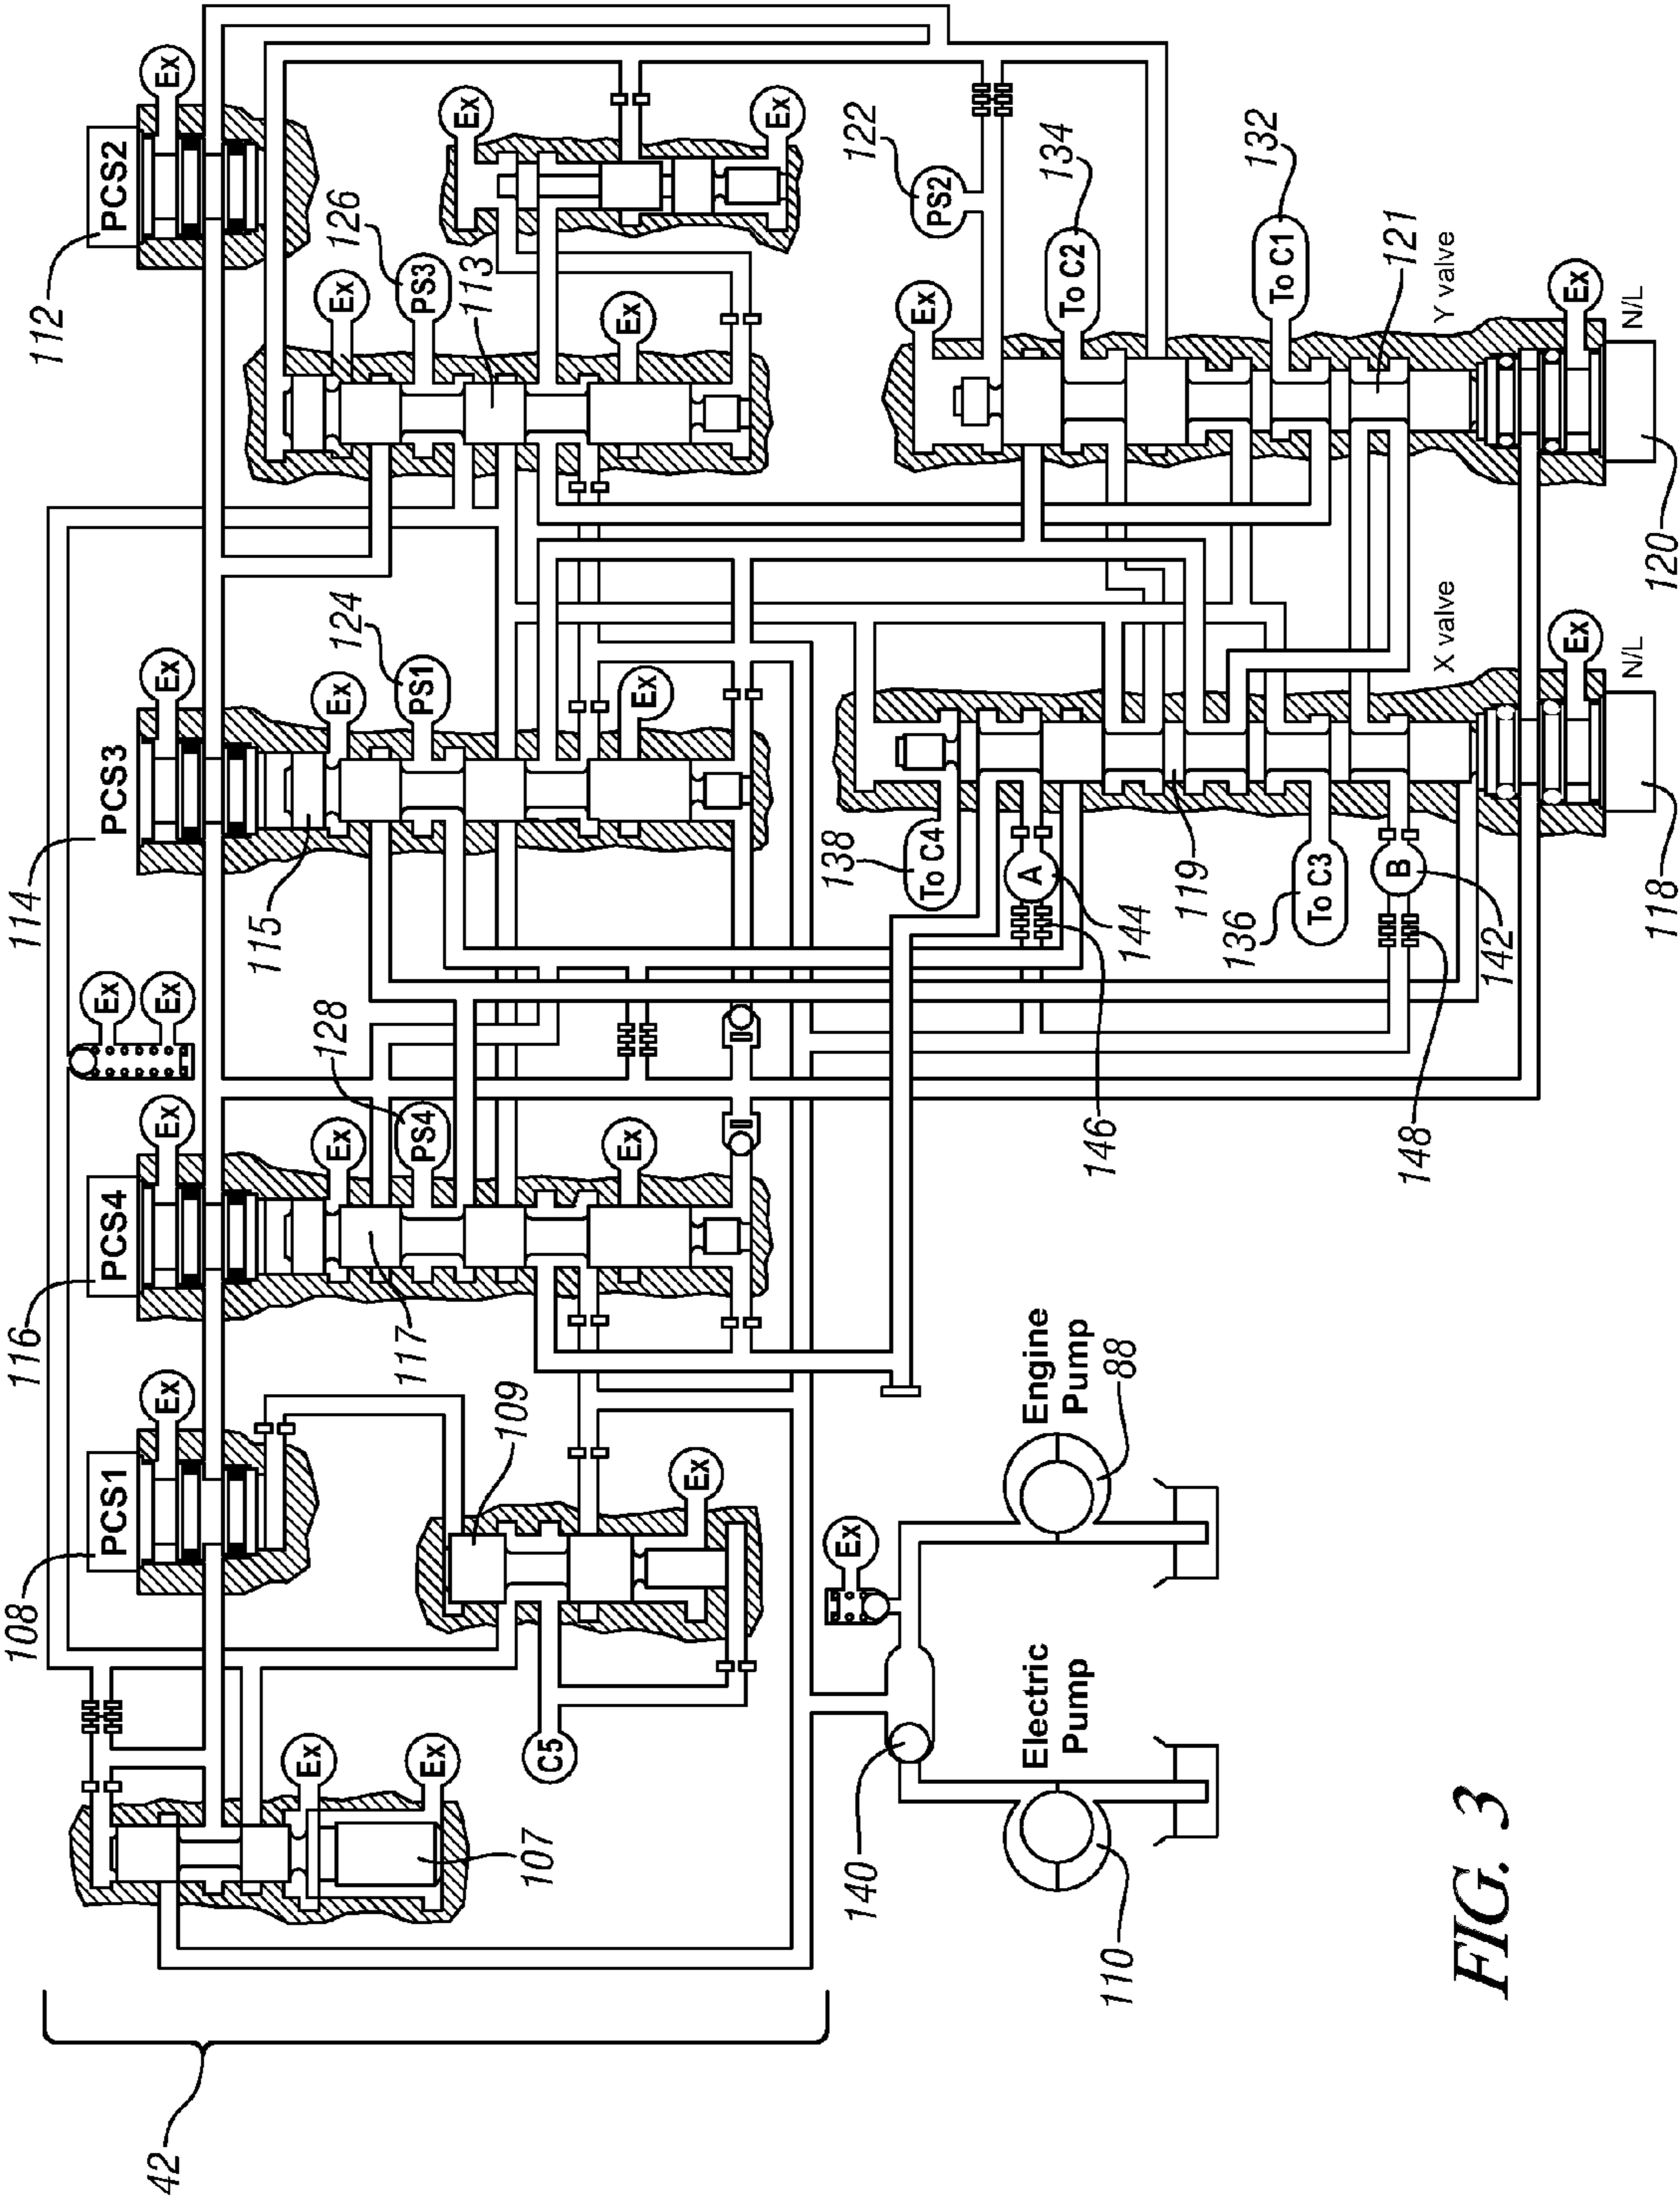 112
PCS2
Ex
126
Ex
PS3
113
Ex
Ex
Ex
122
PS2
Ex
134
To C2
132
To C1
121
Y valve
Ex
N/L
120
114
PCS3
Ex
124
Ex
PS1
115
Ex
138
To C4
A
144
119
146
136
To C3
B
142
148
X valve
Ex
N/L
118
Ex
Ex
116
PCS4
Ex
128
Ex
PS4
117
Ex
108
PCS1
Ex
109
Ex
C5
Ex
Ex
107
42
Ex
140
Electric
Pump
110
Engine
Pump
88
FIG. 3